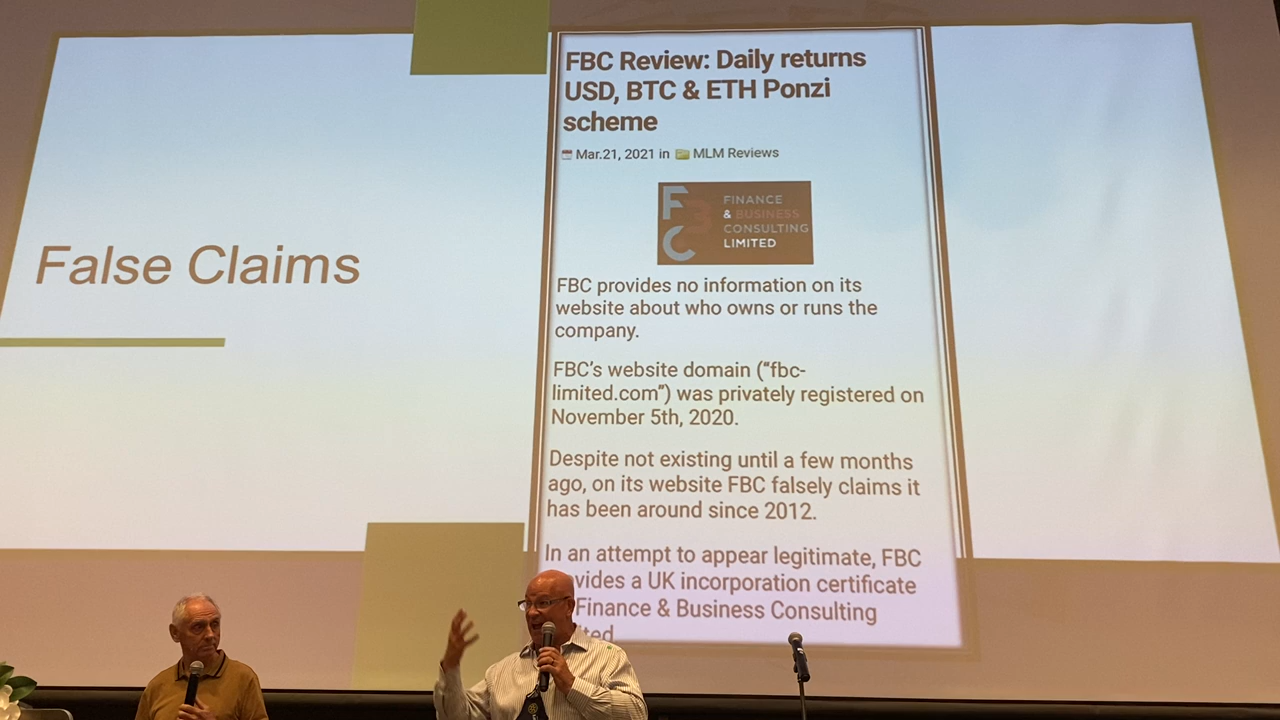 False Claims
FBC Review: Daily returns
USD, BTC & ETH Ponzi
scheme
Mar.21, 2021 in MLM Reviews
FBC
FINANCE
& BUSINESS
CONSULTING
LIMITED
FBC provides no information on its
website about who owns or runs the
company.
FBC’s website domain (“fbc-
limited.com”) was privately registered on
November 5th, 2020.
Despite not existing until a few months
ago, on its website FBC falsely claims it
has been around since 2012.
In an attempt to appear legitimate, FBC
a UK incorporation certificate
Finance & Business Consulting